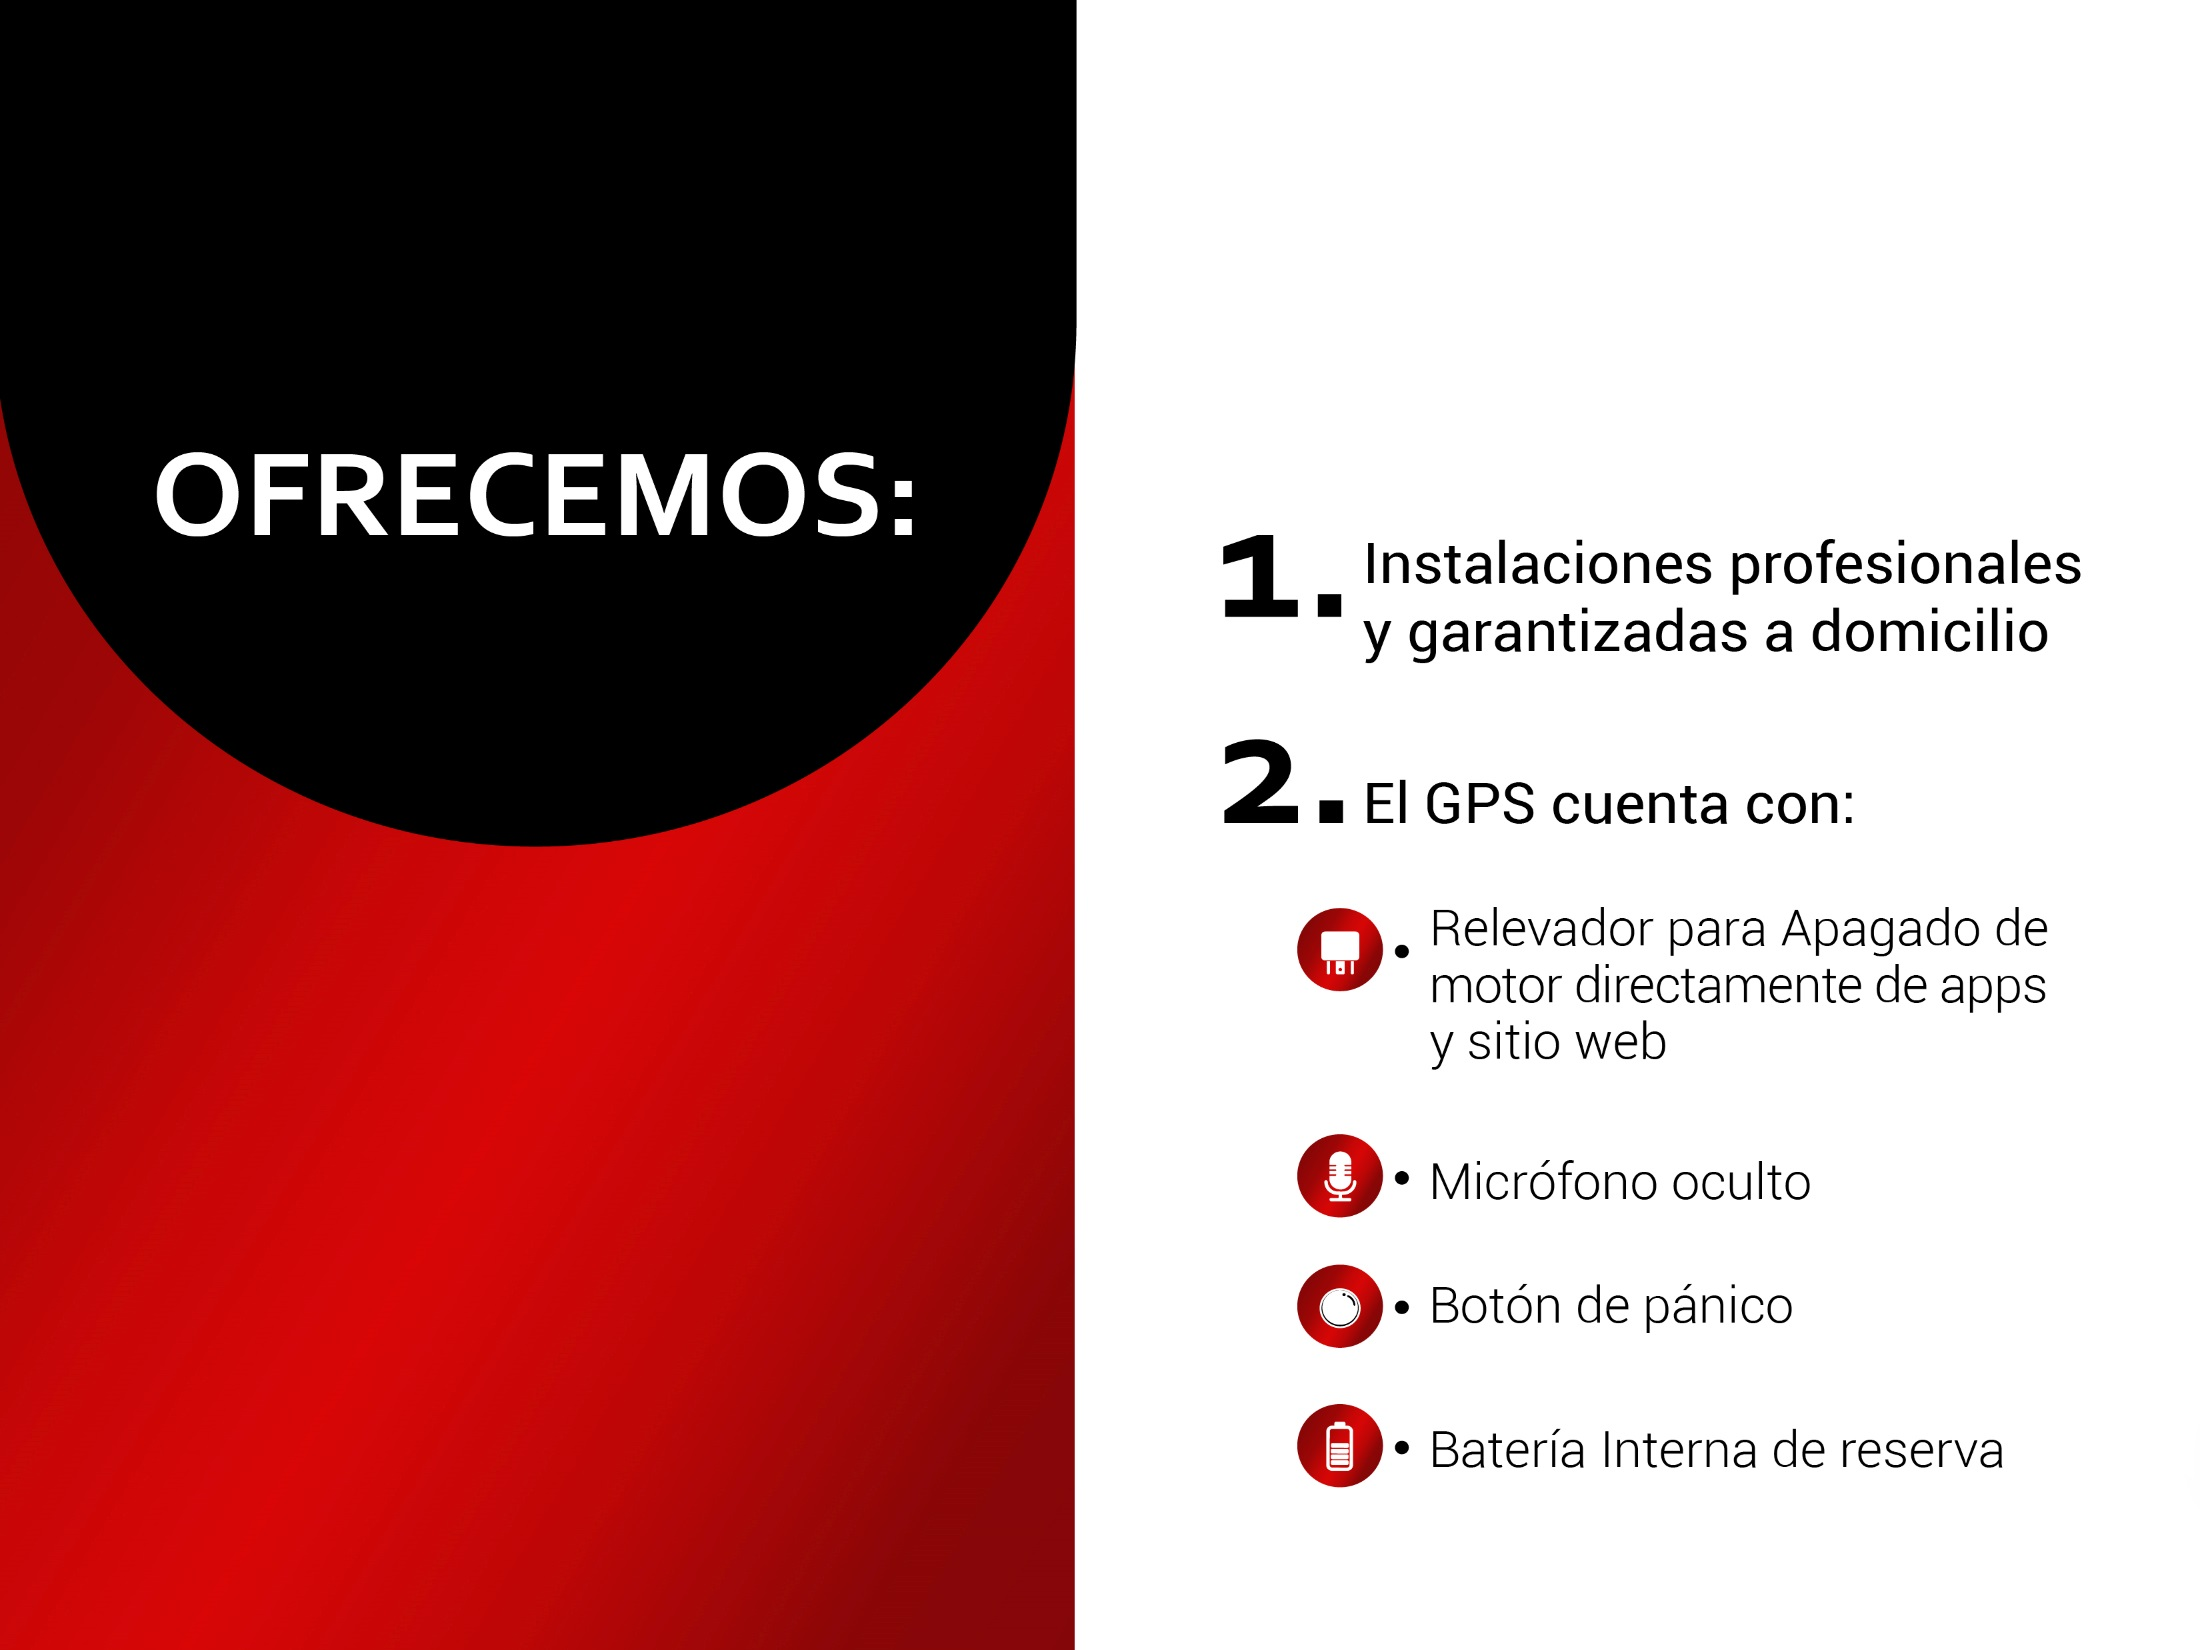 OFRECEMOS:
1. Instalaciones profesionales
y garantizadas a domicilio
2. El GPS cuenta con:
• Relevador para Apagado de
motor directamente de apps
y sitio web
• Micrófono oculto
• Botón de pánico
• Batería Interna de reserva